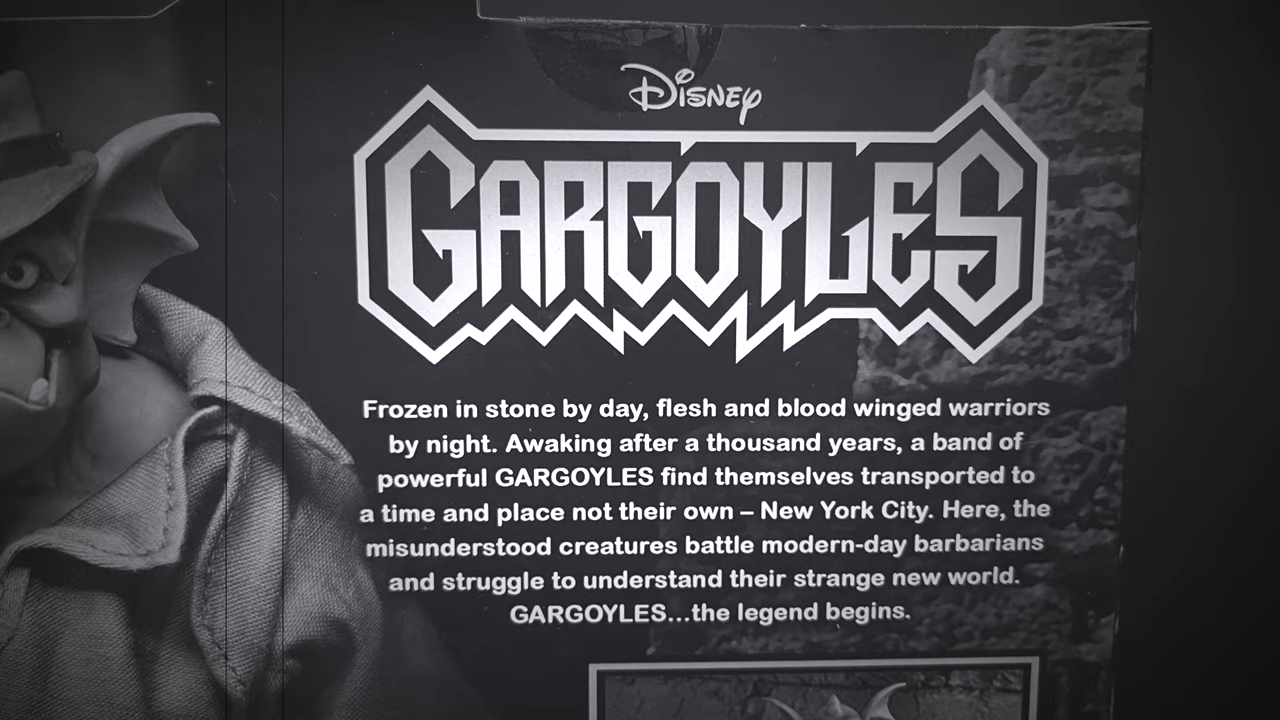 Disney
GARGOYLES
Frozen in stone by day, flesh and blood winged warriors
by night. Awaking after a thousand years, a band of
powerful GARGOYLES find themselves transported to
a time and place not their own – New York City. Here, the
misunderstood creatures battle modern-day barbarians
and struggle to understand their strange new world.
GARGOYLES...the legend begins.